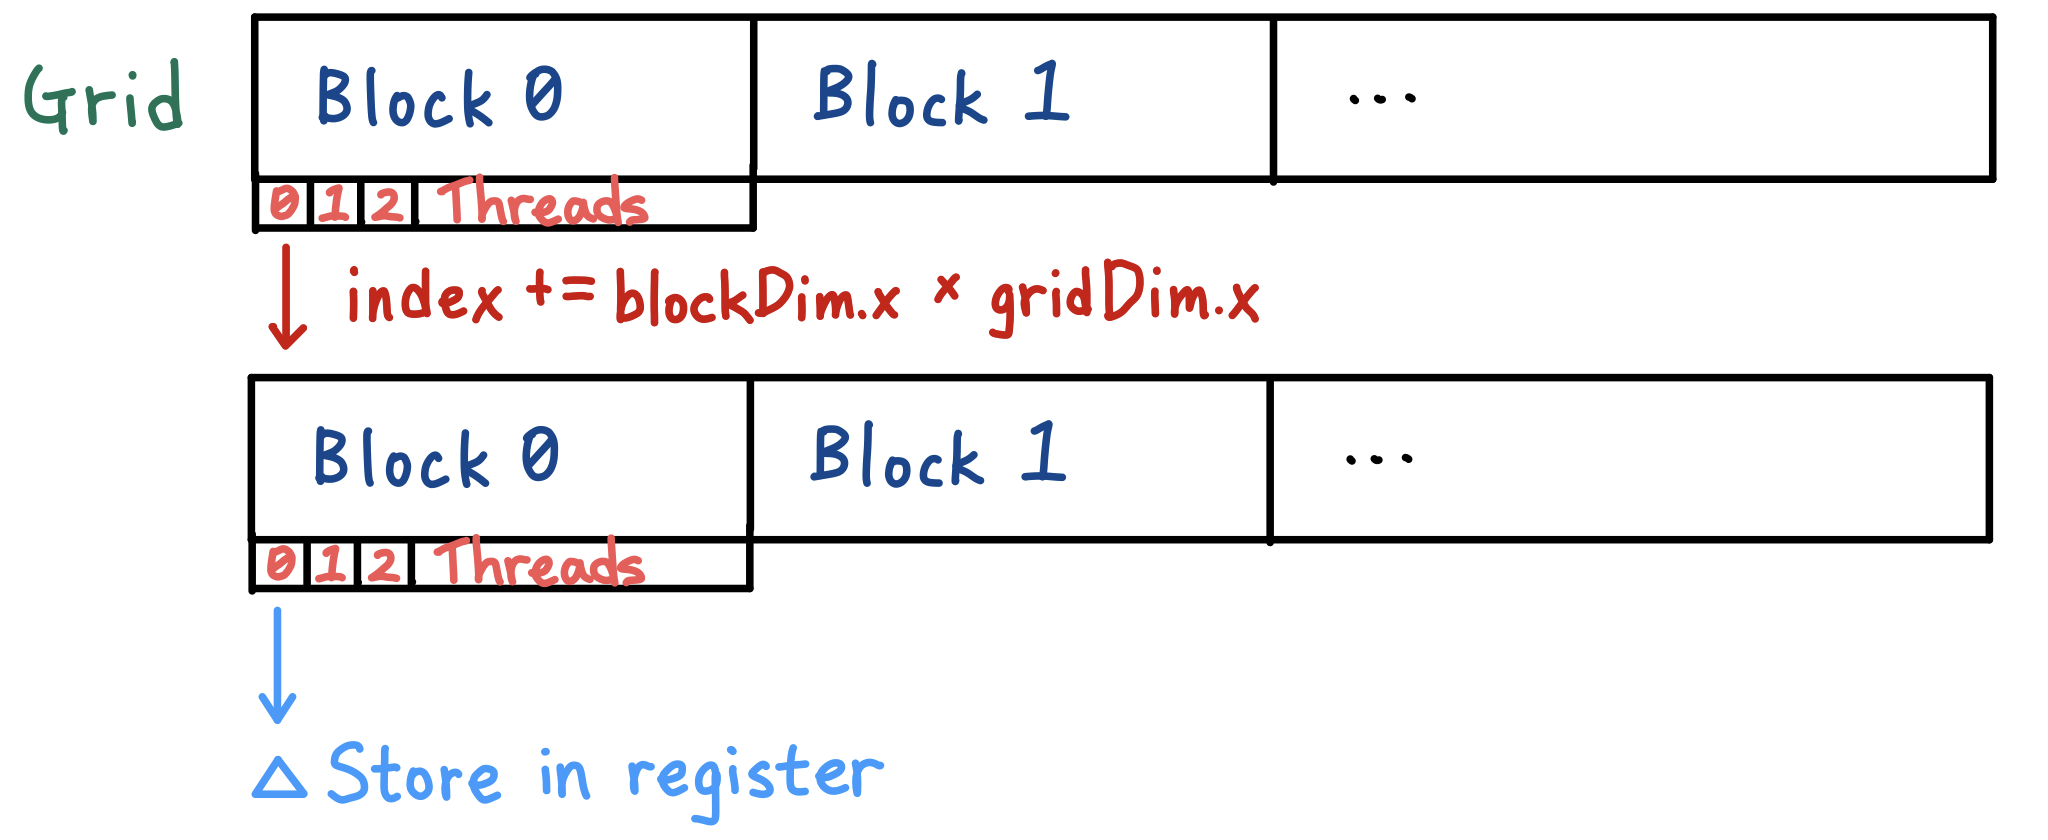 Grid Block 0 Block 1 ...
0 1 2 Threads
index += blockDim.x × gridDim.x
Block 0 Block 1 ...
0 1 2 Threads
△ Store in register